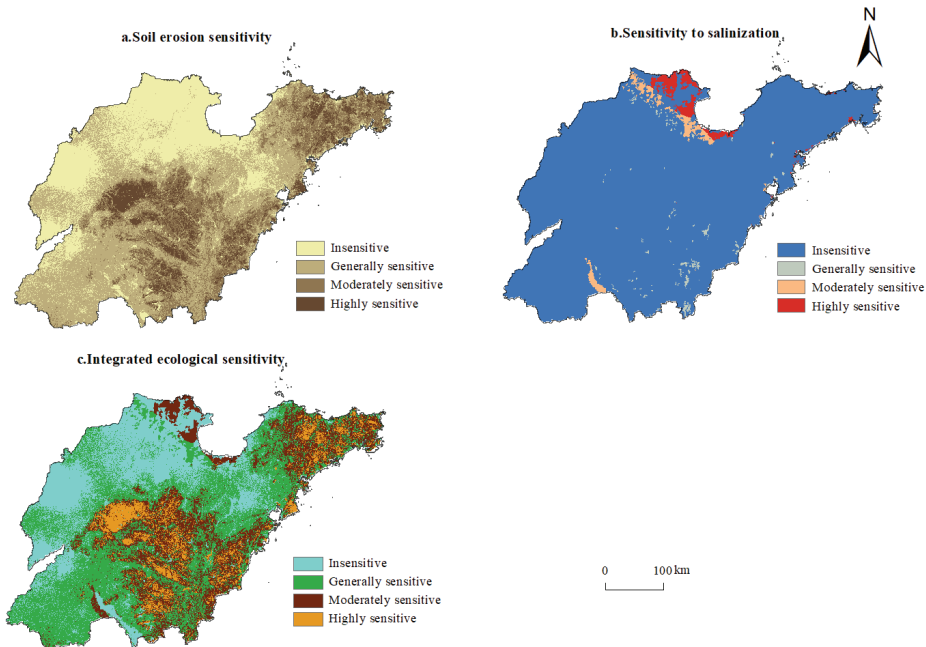 a.Soil erosion sensitivity
Insensitive
Generally sensitive
Moderately sensitive
Highly sensitive
b.Sensitivity to salinization
N
Insensitive
Generally sensitive
Moderately sensitive
Highly sensitive
c.Integrated ecological sensitivity
Insensitive
Generally sensitive
Moderately sensitive
Highly sensitive
0 100 km